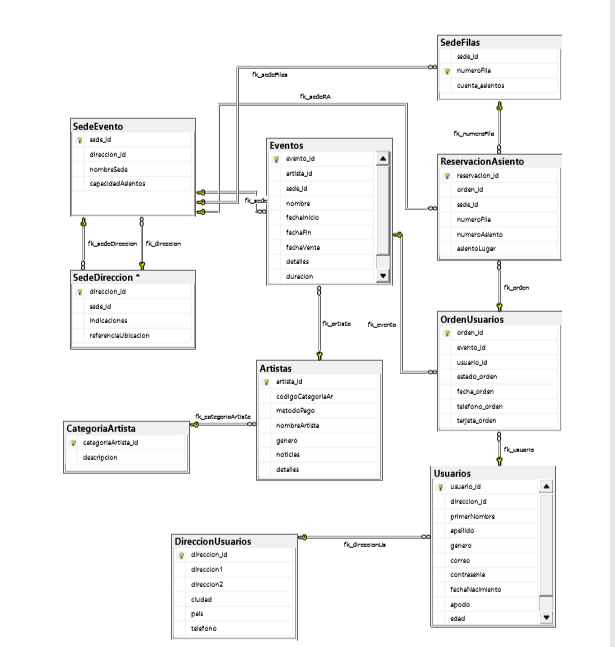 SedeFilas
sede_id
numeroFila
cuenta_asientos
fk_sedeFilas
fk_sedeRA
fk_numeroFila
SedeEvento
sede_id
direccion_id
nombreSede
capacidadAsientos
Eventos
evento_id
artista_id
sede_id
nombre
fechaInicio
fechaFin
fechaVenta
detalles
duracion
fk_sede
ReservacionAsiento
reservacion_id
orden_id
sede_id
numeroFila
numeroAsiento
asientoLugar
fk_sedeDireccion
fk_direccion
SedeDireccion *
direccion_id
sede_id
indicaciones
referenciaUbicacion
fk_orden
fk_artista
fk_evento
OrdenUsuarios
orden_id
evento_id
usuario_id
estado_orden
fecha_orden
telefono_orden
tarjeta_orden
Artistas
artista_id
codigoCategoriaAr
metodoPago
nombreArtista
genero
noticias
detalles
fk_categoriaArtista
CategoriaArtista
categoriaArtista_id
descripcion
fk_usuario
Usuarios
usuario_id
direccion_id
primerNombre
apellido
genero
correo
contrasenia
fechaNacimiento
apodo
edad
fk_direccionUs
DireccionUsuarios
direccion_id
direccion1
direccion2
ciudad
pais
telefono